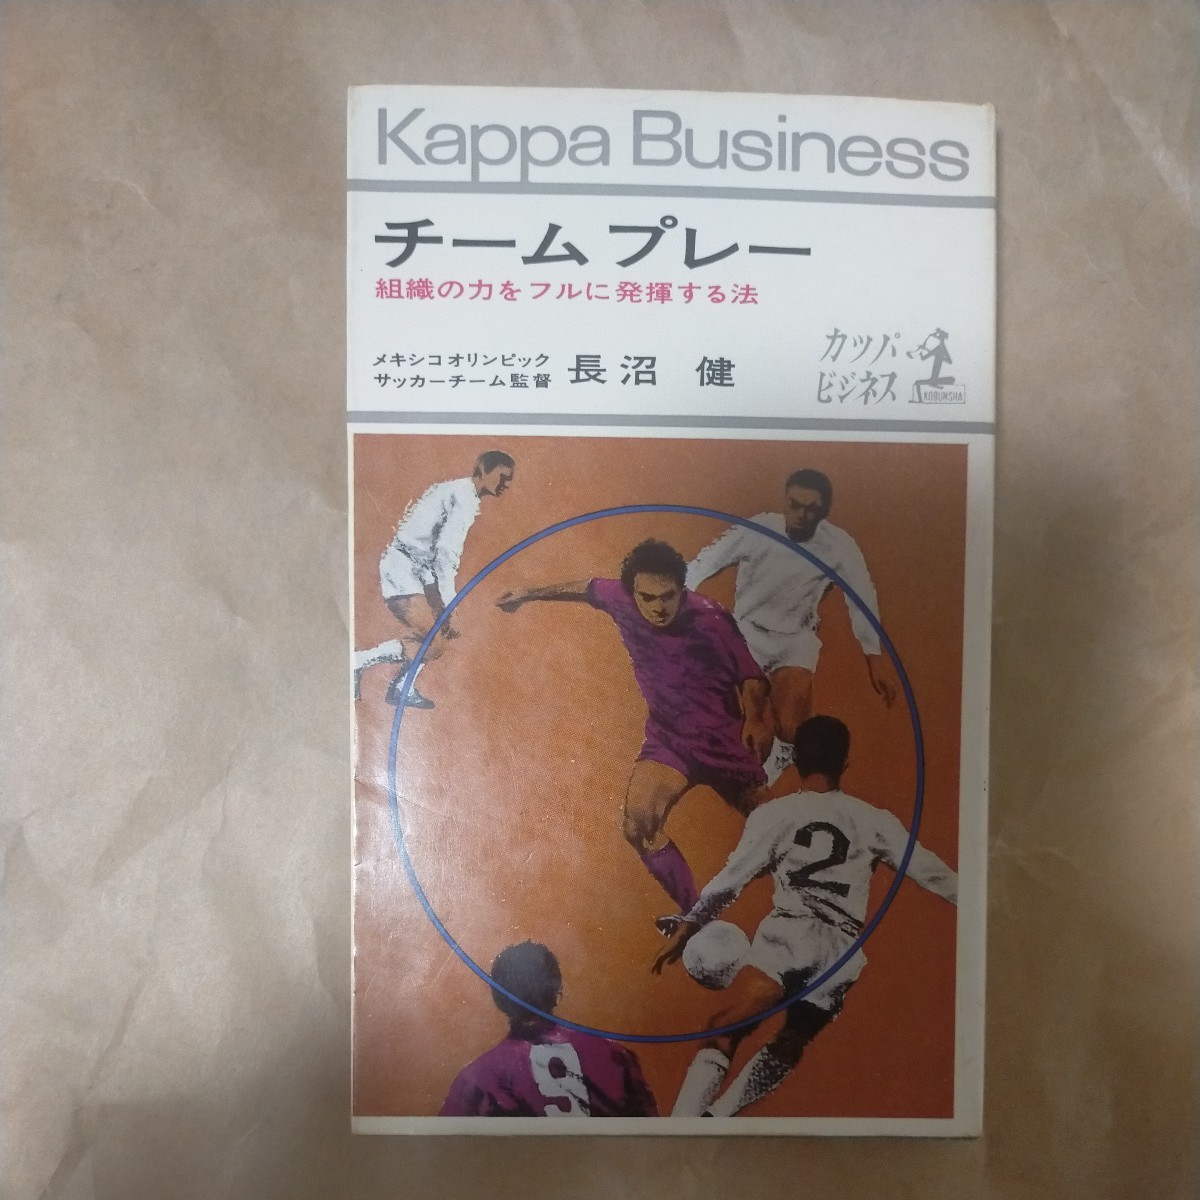 Kappa Business
チームプレー
組織の力をフルに発揮する法
メキシコオリンピック
サッカーチーム監督
長沼 健
カッパ
ビジネス
KOBUNSHA
2
9